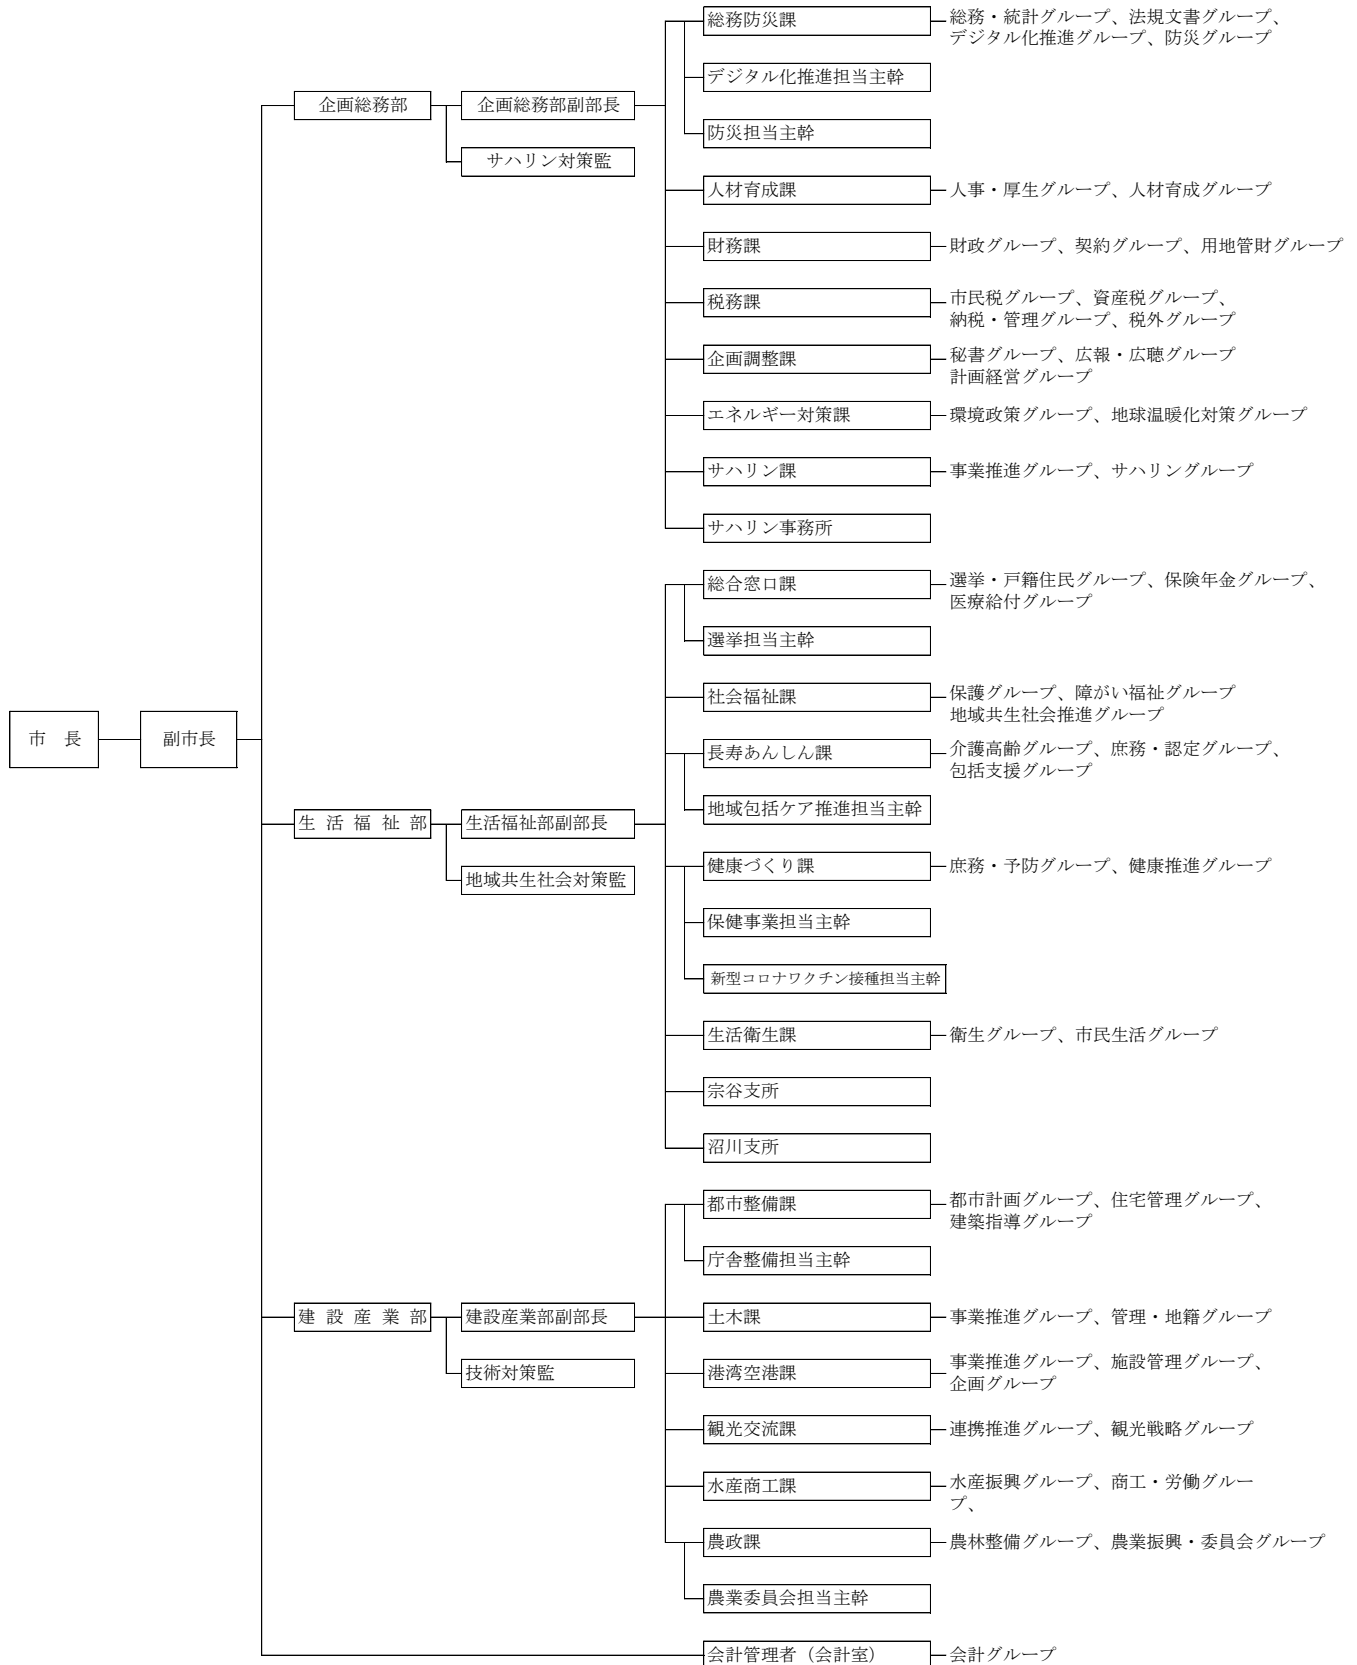 総務防災課
総務・統計グループ、法規文書グループ、
デジタル化推進グループ、防災グループ
デジタル化推進担当主幹
企画総務部
企画総務部副部長
防災担当主幹
サハリン対策監
人材育成課
人事・厚生グループ、人材育成グループ
財務課
財政グループ、契約グループ、用地管財グループ
税務課
市民税グループ、資産税グループ、
納税・管理グループ、税外グループ
企画調整課
秘書グループ、広報・広聴グループ
計画経営グループ
エネルギー対策課
環境政策グループ、地球温暖化対策グループ
サハリン課
事業推進グループ、サハリングループ
サハリン事務所
総合窓口課
選挙・戸籍住民グループ、保険年金グループ、
医療給付グループ
選挙担当主幹
社会福祉課
保護グループ、障がい福祉グループ
地域共生社会推進グループ
市　長
副市長
長寿あんしん課
介護高齢グループ、庶務・認定グループ、
包括支援グループ
地域包括ケア推進担当主幹
生 活 福 祉 部
生活福祉部副部長
地域共生社会対策監
健康づくり課
庶務・予防グループ、健康推進グループ
保健事業担当主幹
新型コロナワクチン接種担当主幹
生活衛生課
衛生グループ、市民生活グループ
宗谷支所
沼川支所
都市整備課
都市計画グループ、住宅管理グループ、
建築指導グループ
庁舎整備担当主幹
建 設 産 業 部
建設産業部副部長
土木課
事業推進グループ、管理・地籍グループ
技術対策監
港湾空港課
事業推進グループ、施設管理グループ、
企画グループ
観光交流課
連携推進グループ、観光戦略グループ
水産商工課
水産振興グループ、商工・労働グルー
プ、
農政課
農林整備グループ、農業振興・委員会グループ
農業委員会担当主幹
会計管理者（会計室）
会計グループ